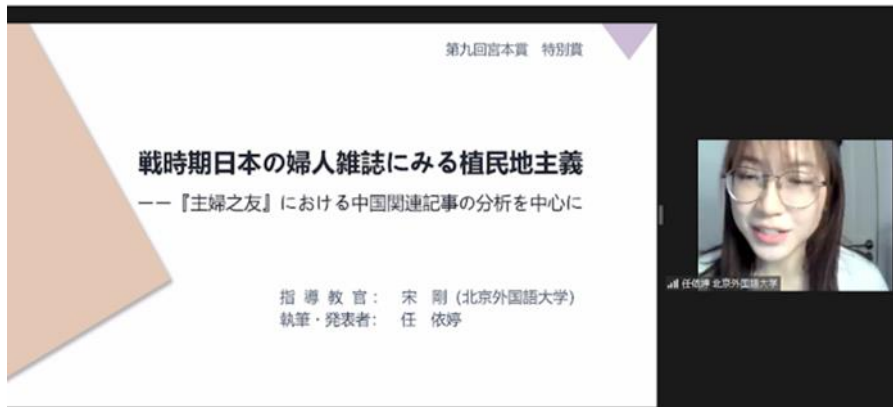 第九回宮本賞　特別賞
戦時期日本の婦人雑誌にみる植民地主義
——『主婦之友』における中国関連記事の分析を中心に
指 導 教 官：　宋　剛 (北京外国語大学)
執筆・発表者：　任　依婷
任依婷 北京外国語大学